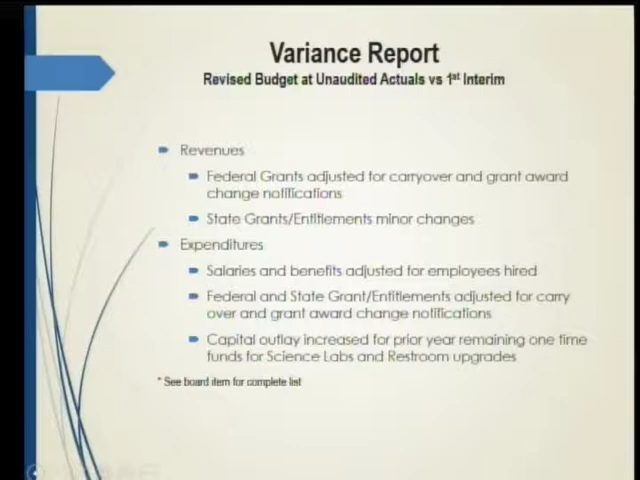 Variance Report
Revised Budget at Unaudited Actuals vs 1st Interim
Revenues
Federal Grants adjusted for carryover and grant award
change notifications
State Grants/Entitlements minor changes
Expenditures
Salaries and benefits adjusted for employees hired
Federal and State Grant/Entitlements adjusted for carry
over and grant award change notifications
Capital outlay increased for prior year remaining one time
funds for Science Labs and Restroom upgrades
* See board item for complete list